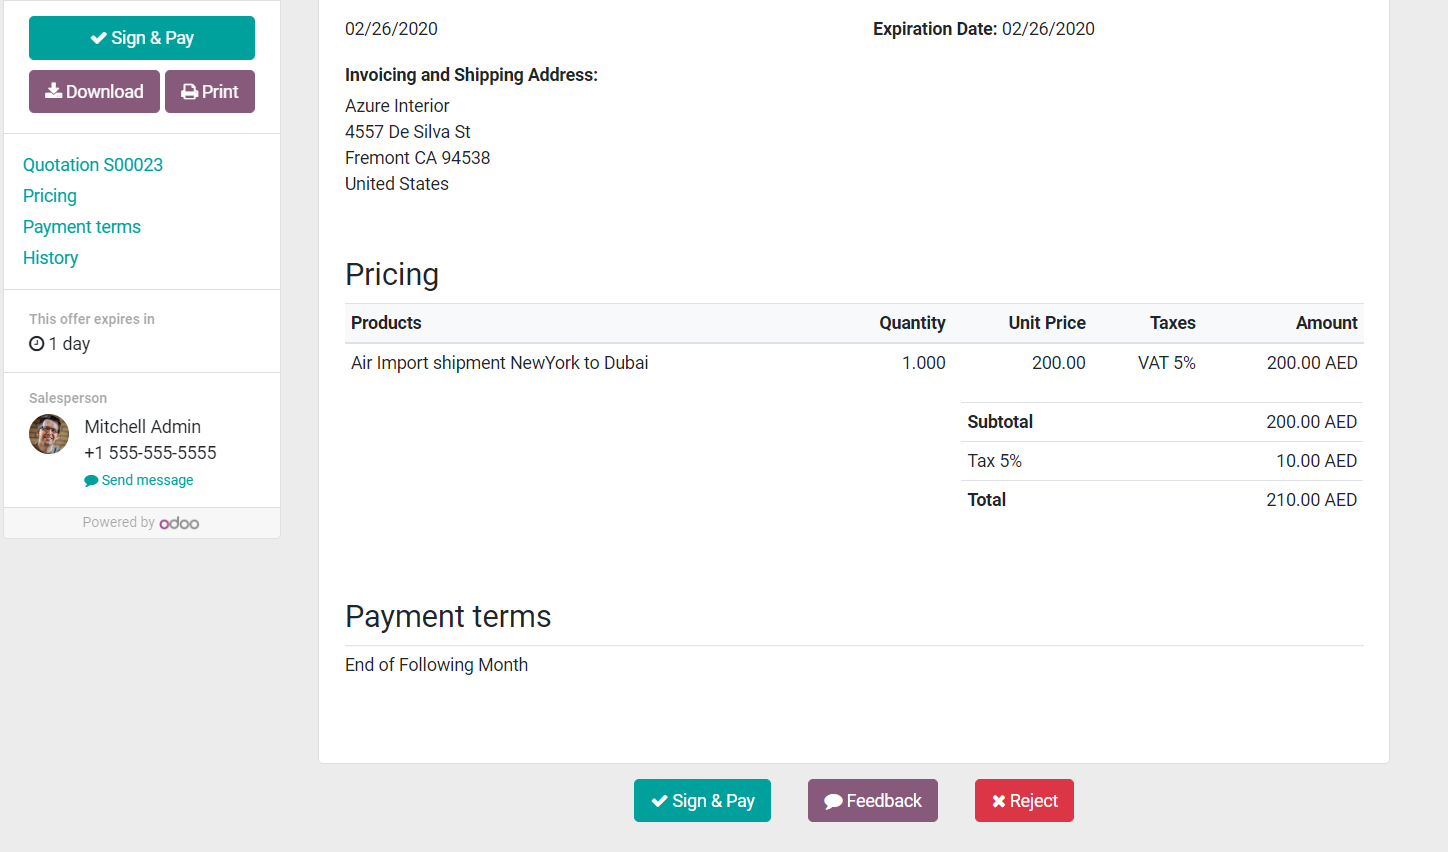 Sign & Pay
Download
Print
Quotation S00023
Pricing
Payment terms
History
This offer expires in
1 day
Salesperson
Mitchell Admin
+1 555-555-5555
Send message
Powered by odoo
02/26/2020
Expiration Date: 02/26/2020
Invoicing and Shipping Address:
Azure Interior
4557 De Silva St
Fremont CA 94538
United States
Pricing
Products Quantity Unit Price Taxes Amount
Air Import shipment NewYork to Dubai 1.000 200.00 VAT 5% 200.00 AED
Subtotal 200.00 AED
Tax 5% 10.00 AED
Total 210.00 AED
Payment terms
End of Following Month
Sign & Pay
Feedback
Reject